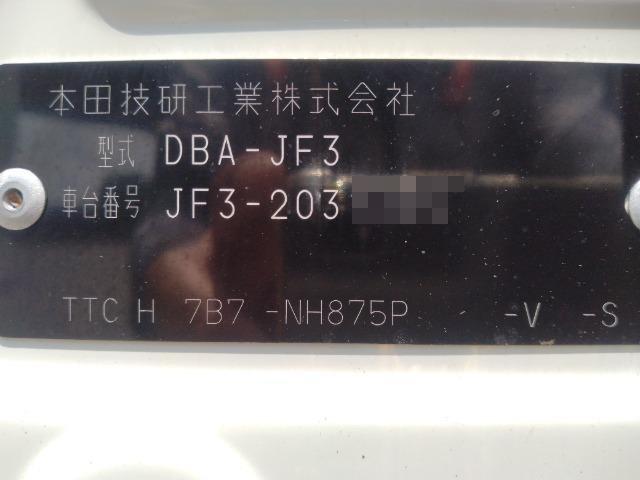 本田技研工業株式会社
型式 DBA-JF3
車台番号 JF3-203
TTC H 7B7 -NH875P -V -S